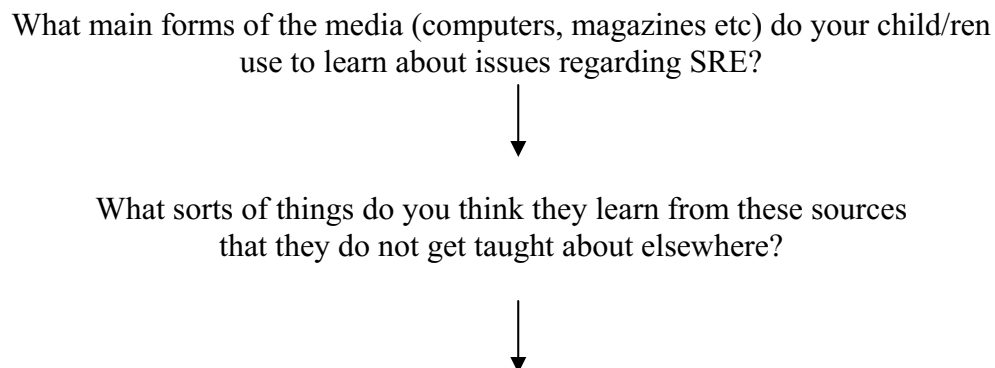 What main forms of the media (computers, magazines etc) do your child/ren
use to learn about issues regarding SRE?
What sorts of things do you think they learn from these sources
that they do not get taught about elsewhere?